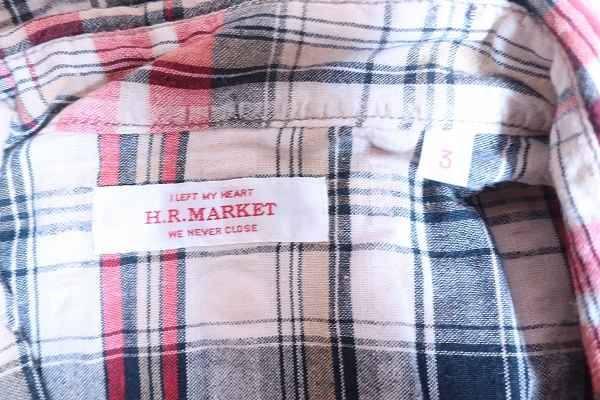 I LEFT MY HEART
H.R.MARKET
WE NEVER CLOSE
3